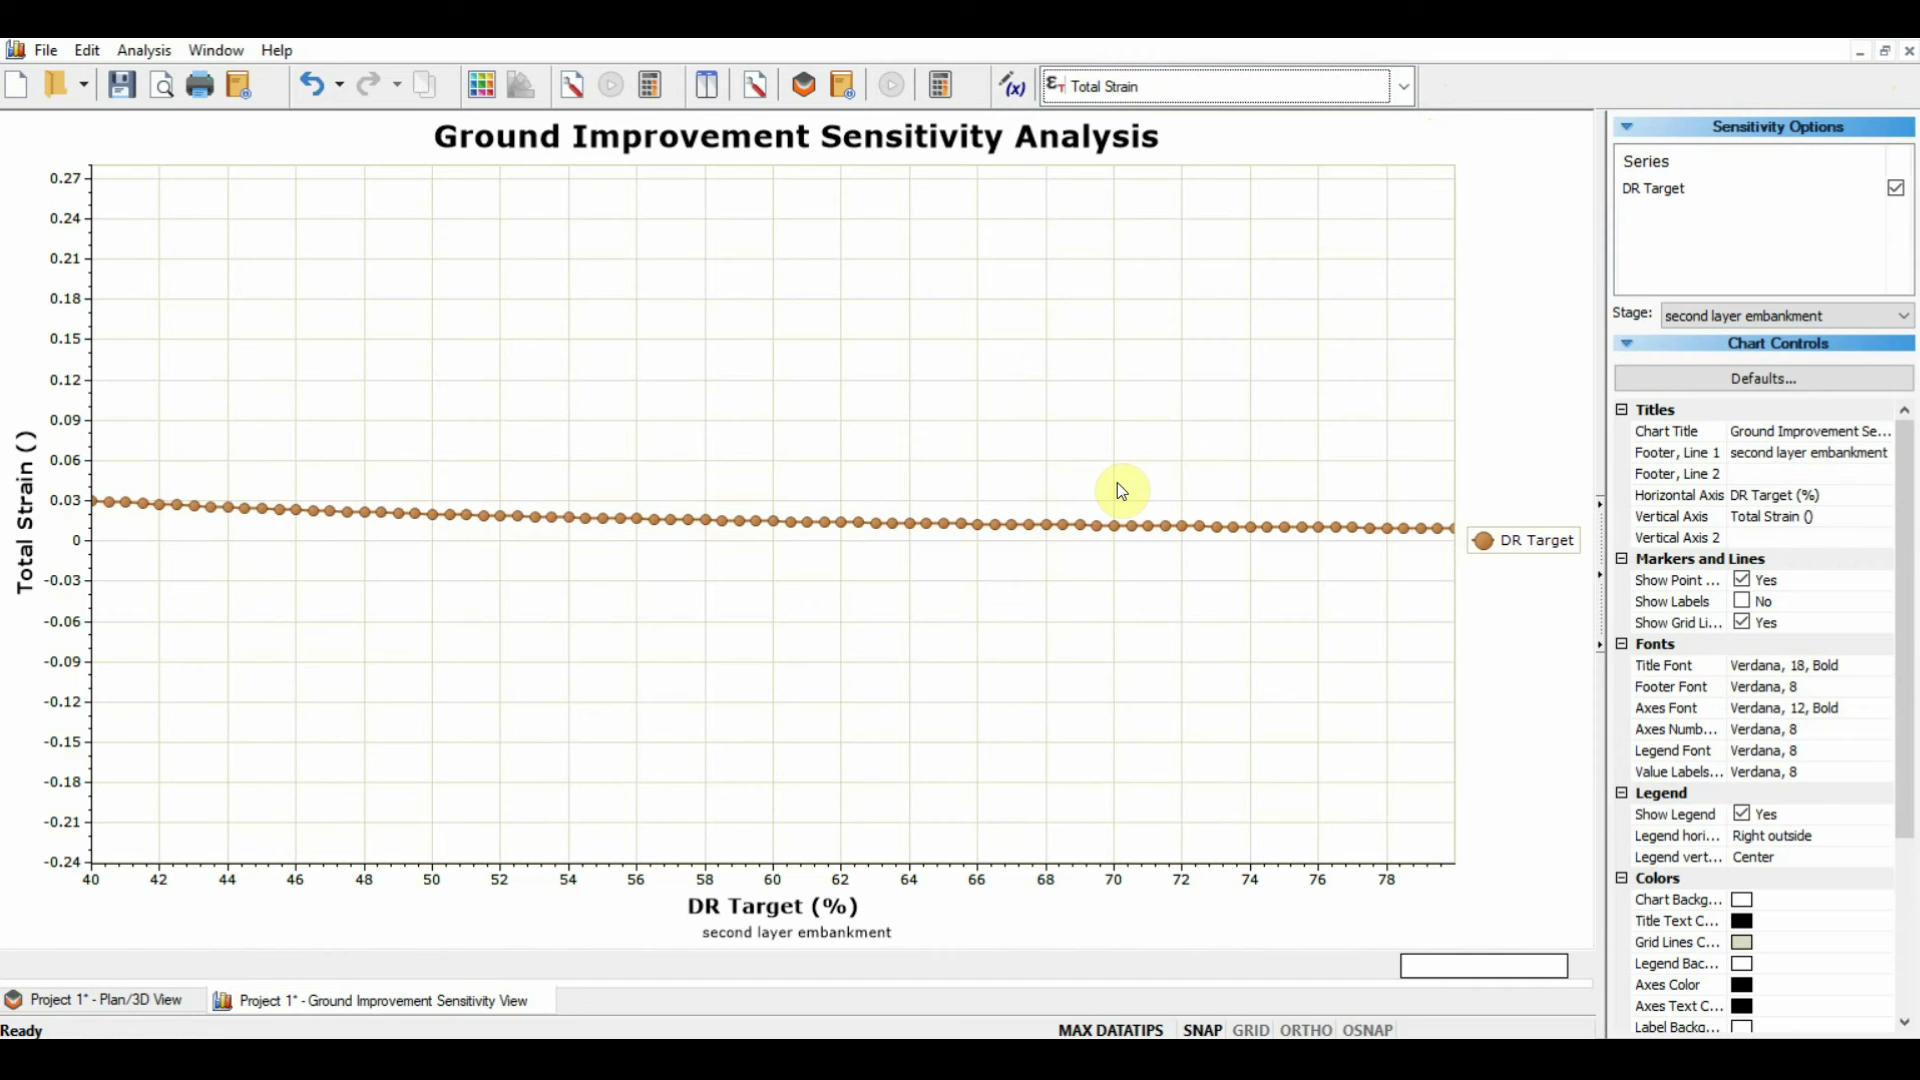 File Edit Analysis Window Help
(x) εT Total Strain
Ground Improvement Sensitivity Analysis
0.27
0.24
0.21
0.18
0.15
0.12
0.09
0.06
0.03
0
-0.03
-0.06
-0.09
-0.12
-0.15
-0.18
-0.21
-0.24
Total Strain ()
40 42 44 46 48 50 52 54 56 58 60 62 64 66 68 70 72 74 76 78
DR Target (%)
second layer embankment
DR Target
Sensitivity Options
Series
DR Target
Stage: second layer embankment
Chart Controls
Defaults...
Titles
Chart Title Ground Improvement Se...
Footer, Line 1 second layer embankment
Footer, Line 2
Horizontal Axis DR Target (%)
Vertical Axis Total Strain ()
Vertical Axis 2
Markers and Lines
Show Point ... Yes
Show Labels No
Show Grid Li... Yes
Fonts
Title Font Verdana, 18, Bold
Footer Font Verdana, 8
Axes Font Verdana, 12, Bold
Axes Numb... Verdana, 8
Legend Font Verdana, 8
Value Labels... Verdana, 8
Legend
Show Legend Yes
Legend hori... Right outside
Legend vert... Center
Colors
Chart Backg...
Title Text C...
Grid Lines C...
Legend Bac...
Axes Color
Axes Text C...
Label Backg...
Project 1* - Plan/3D View Project 1* - Ground Improvement Sensitivity View
Ready MAX DATATIPS SNAP GRID ORTHO OSNAP